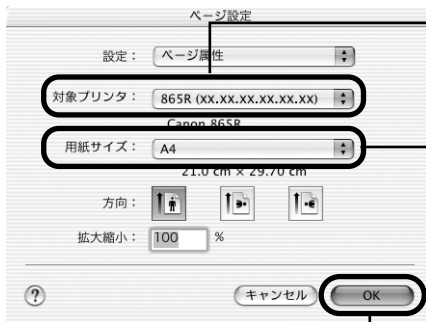 ページ設定
設定： ページ属性
対象プリンタ： 865R (xx.xx.xx.xx.xx.xx)
Canon 865R
用紙サイズ： A4
21.0 cm × 29.70 cm
方向：
拡大縮小： 100 %
? キャンセル OK